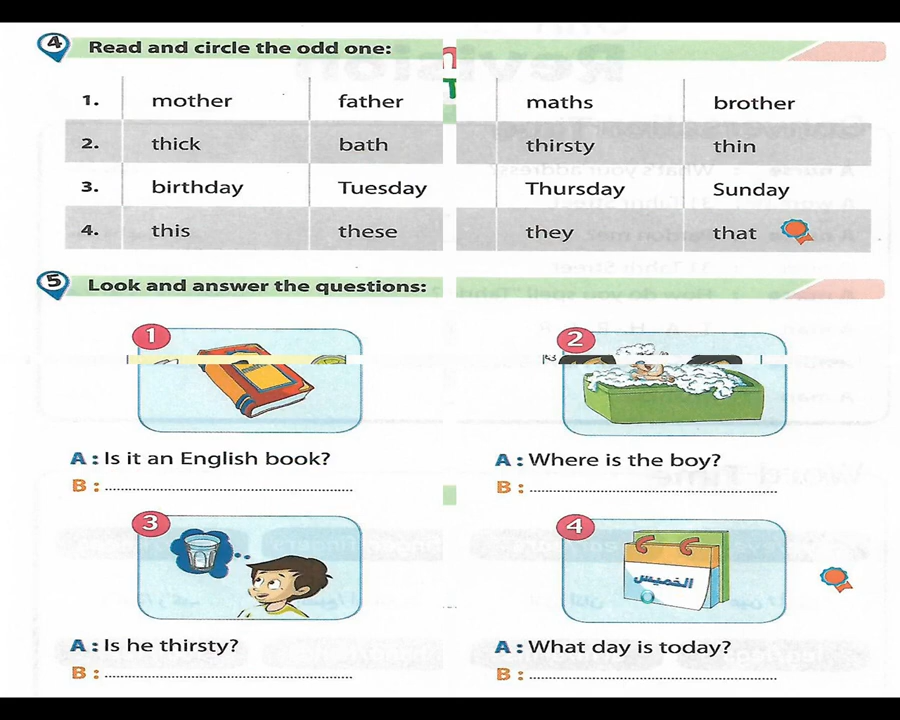 4 Read and circle the odd one:
1. mother father maths brother
2. thick bath thirsty thin
3. birthday Tuesday Thursday Sunday
4. this these they that
5 Look and answer the questions:
1 2
A : Is it an English book? A : Where is the boy?
B : B :
3 4
الخميس
A : Is he thirsty? A : What day is today?
B : B :